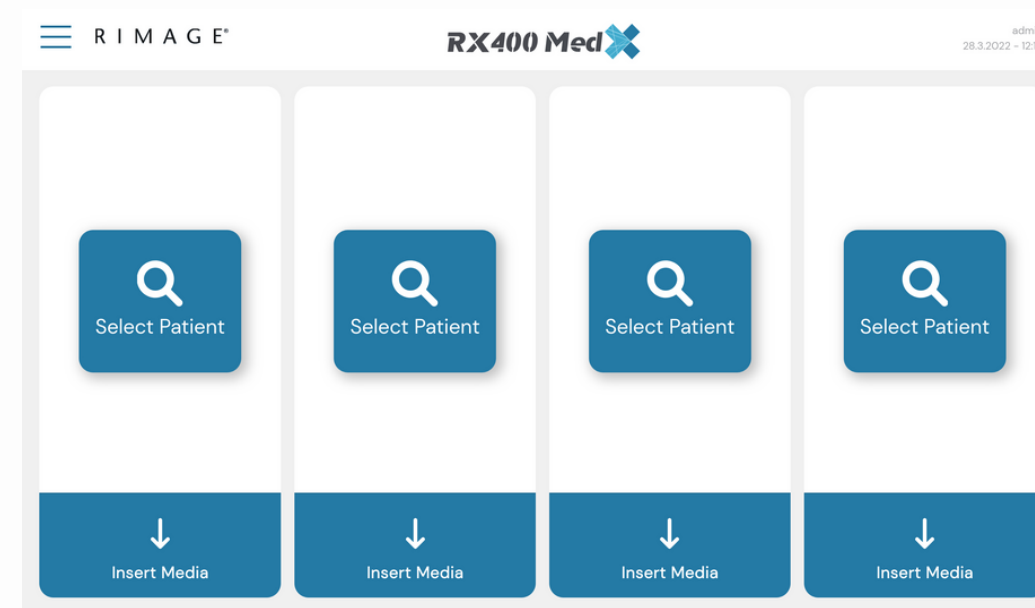 RIMAGE®
RX400 Med
28.3.2022 -
Select Patient
Select Patient
Select Patient
Select Patient
Insert Media
Insert Media
Insert Media
Insert Media